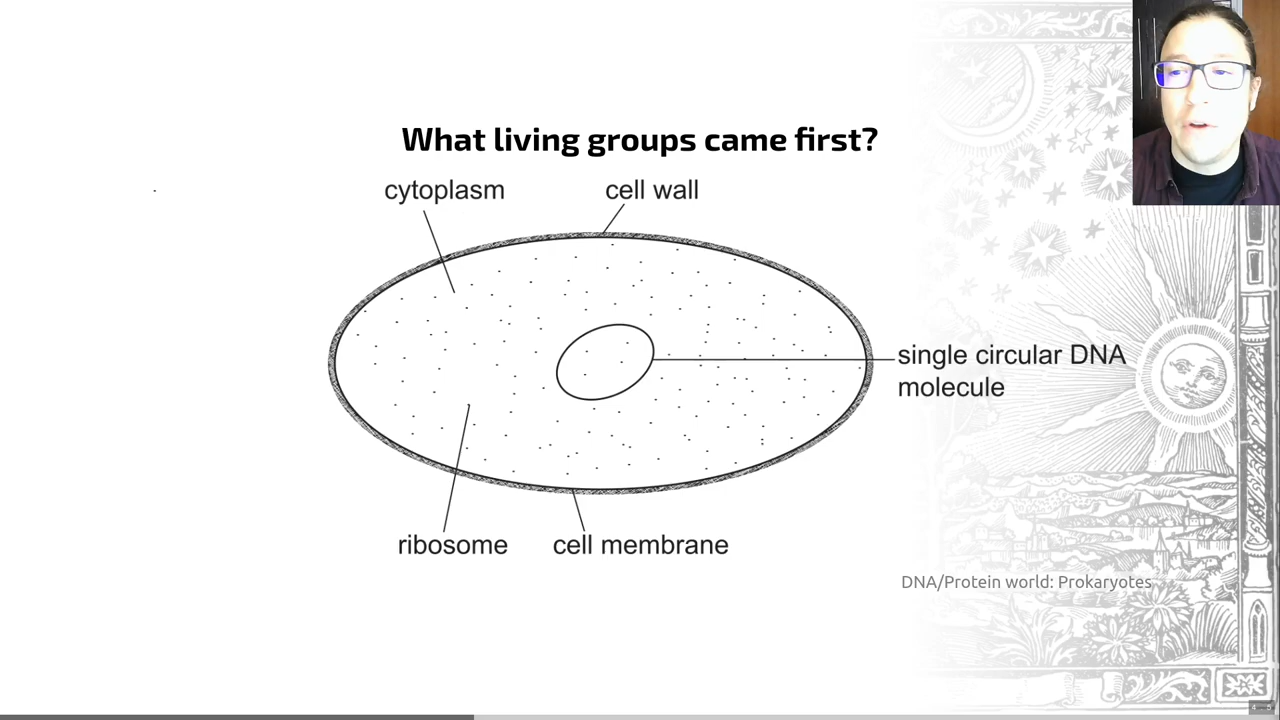 What living groups came first?
cytoplasm
cell wall
single circular DNA
molecule
ribosome
cell membrane
DNA/Protein world: Prokaryotes